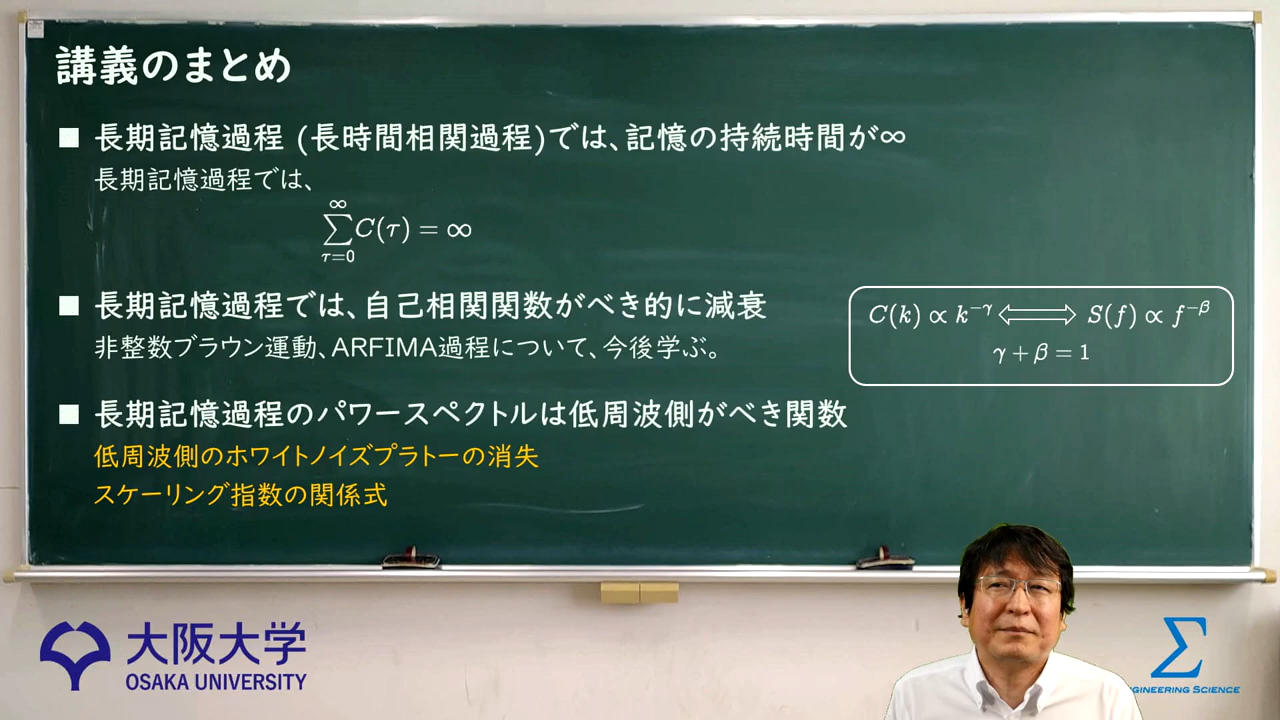 講義のまとめ
■ 長期記憶過程 (長時間相関過程)では、記憶の持続時間が∞
長期記憶過程では、
∞
∑C(τ) = ∞
τ=0
■ 長期記憶過程では、自己相関関数がべき的に減衰
非整数ブラウン運動、ARFIMA過程について、今後学ぶ。
C(k) ∝ k^{-γ} ⟺ S(f) ∝ f^{-β}
γ + β = 1
■ 長期記憶過程のパワースペクトルは低周波側がべき関数
低周波側のホワイトノイズプラトーの消失
スケーリング指数の関係式
大阪大学
OSAKA UNIVERSITY
Σ
GINEERING SCIENCE